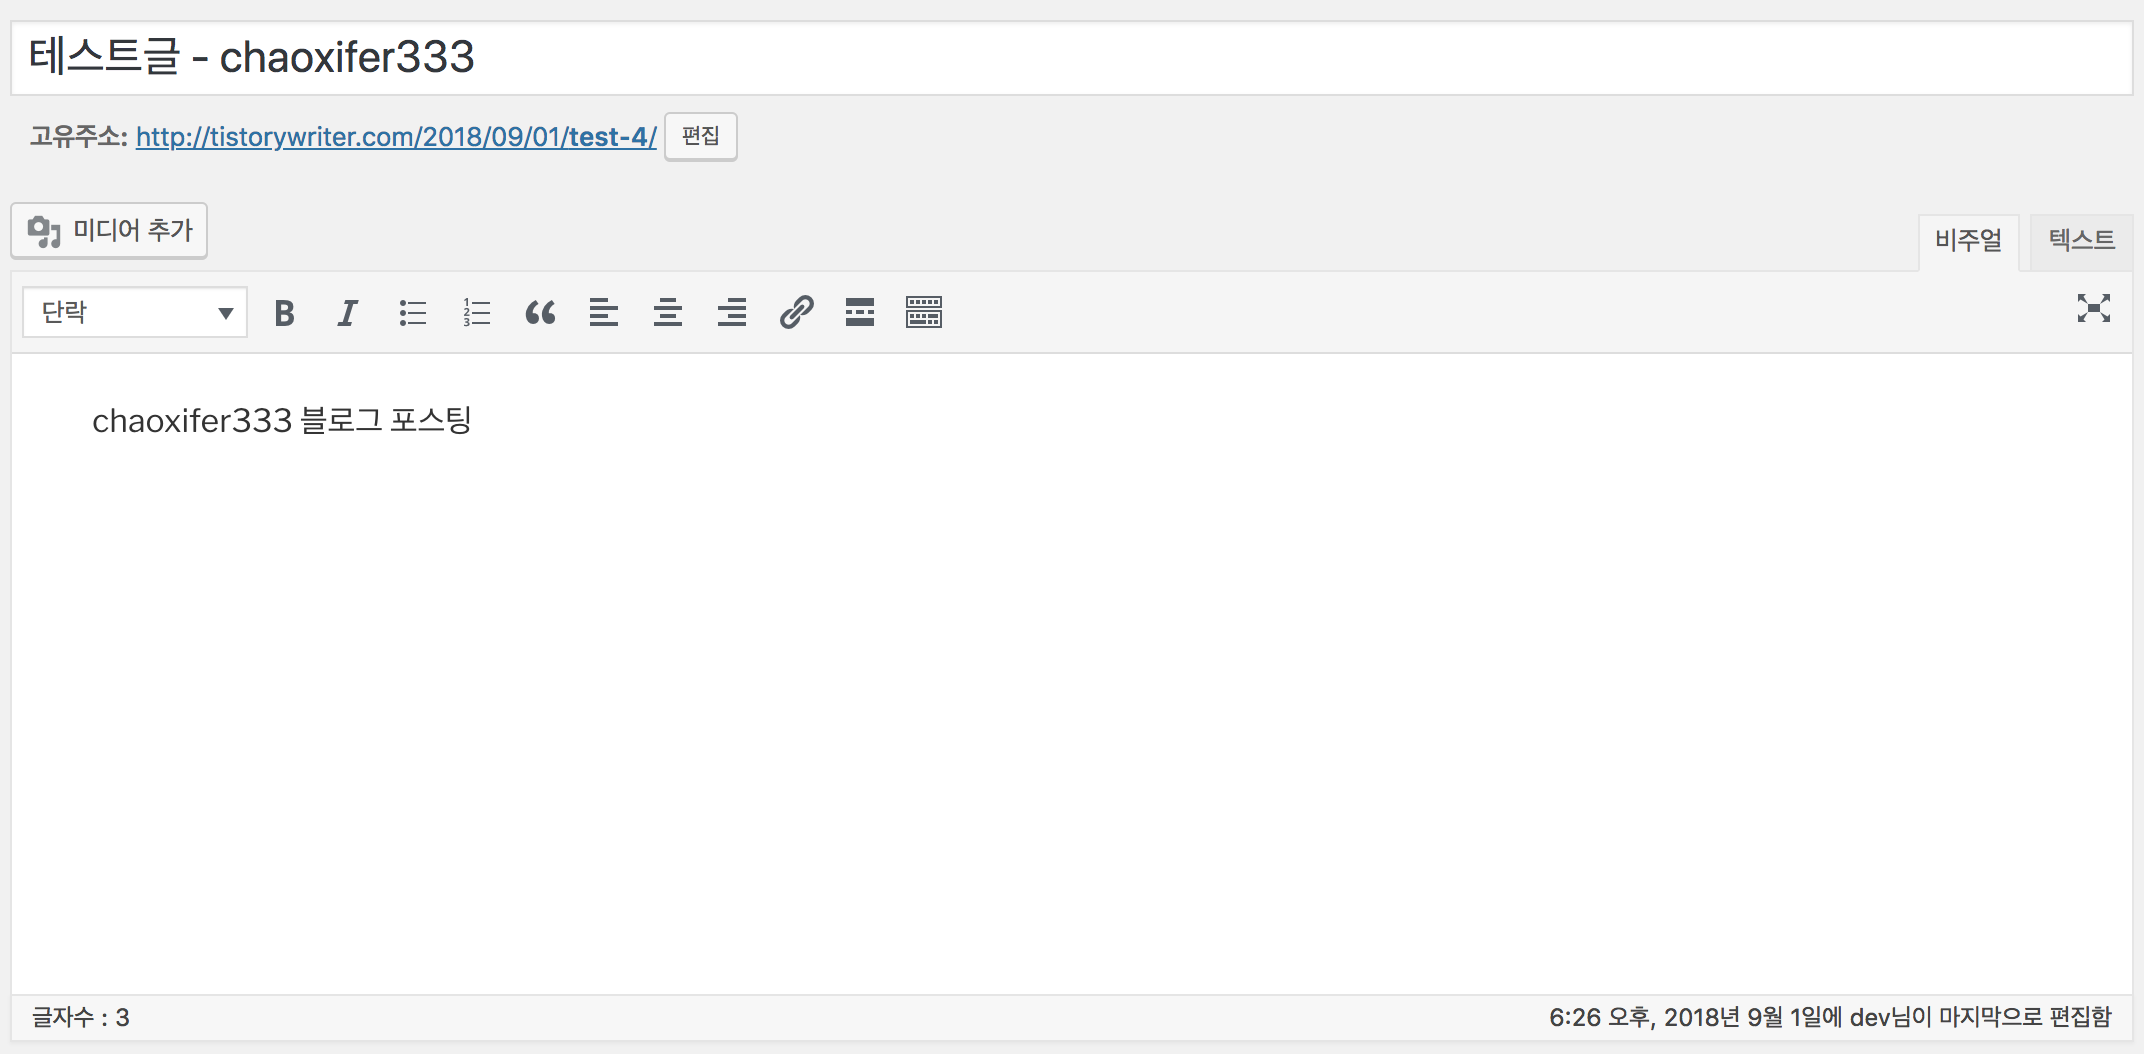 테스트글 - chaoxifer333
고유주소: http://tistorywriter.com/2018/09/01/test-4/ 편집
미디어 추가
비주얼 텍스트
단락
chaoxifer333 블로그 포스팅
글자수 : 3
6:26 오후, 2018년 9월 1일에 dev님이 마지막으로 편집함